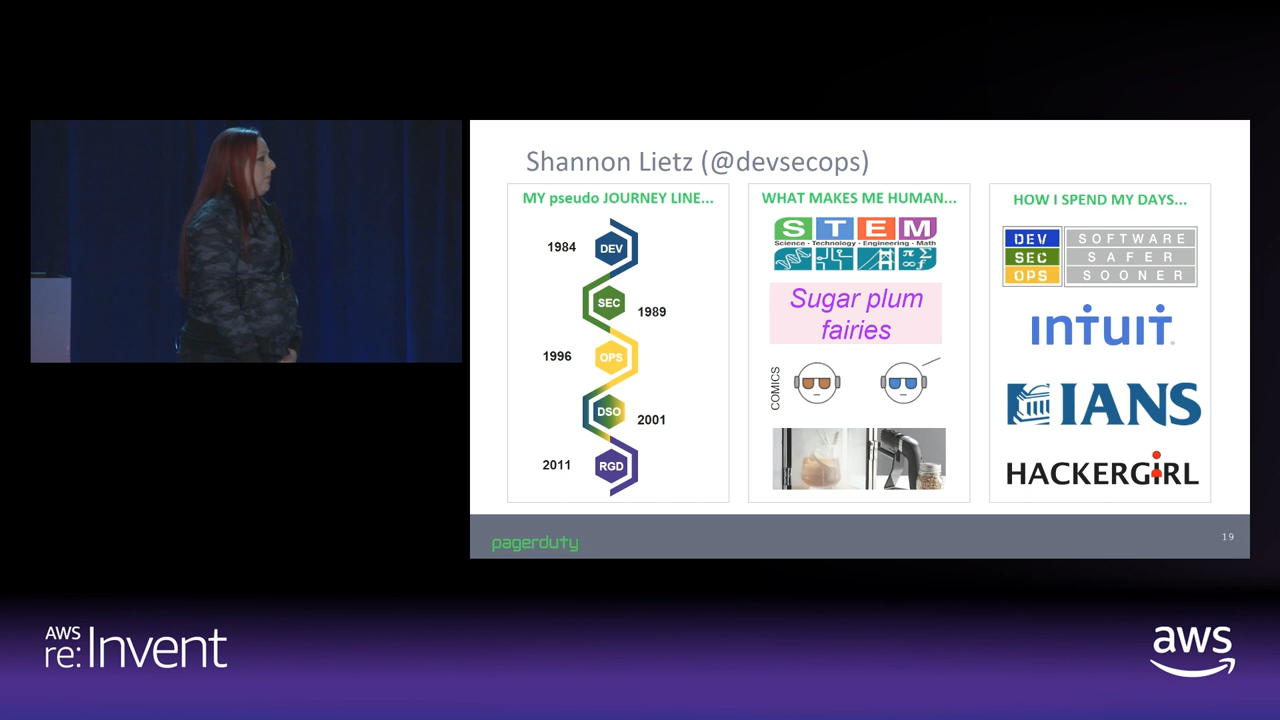 Shannon Lietz (@devsecops)
MY pseudo JOURNEY LINE...
1984
DEV
SEC
1989
1996
OPS
DSO
2001
2011
RGD
WHAT MAKES ME HUMAN...
STEM
Science · Technology · Engineering · Math
Sugar plum
fairies
COMICS
HOW I SPEND MY DAYS...
DEV SOFTWARE
SEC SAFER
OPS SOONER
intuit
IANS
HACKERGiRL
pagerduty
19
AWS
re:Invent
aws